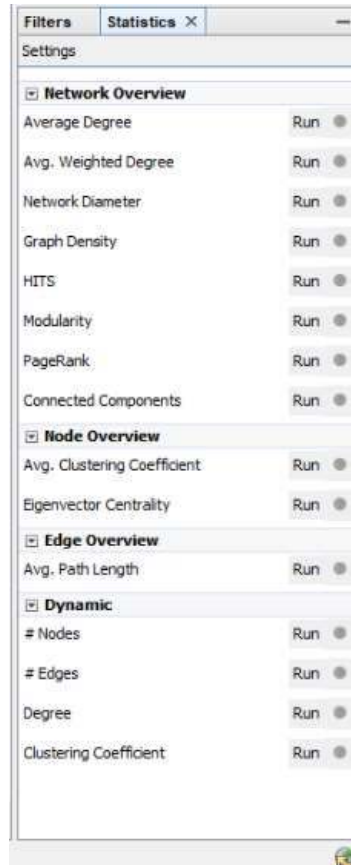 Filters Statistics ×
Settings
Network Overview
Average Degree Run
Avg. Weighted Degree Run
Network Diameter Run
Graph Density Run
HITS Run
Modularity Run
PageRank Run
Connected Components Run
Node Overview
Avg. Clustering Coefficient Run
Eigenvector Centrality Run
Edge Overview
Avg. Path Length Run
Dynamic
# Nodes Run
# Edges Run
Degree Run
Clustering Coefficient Run